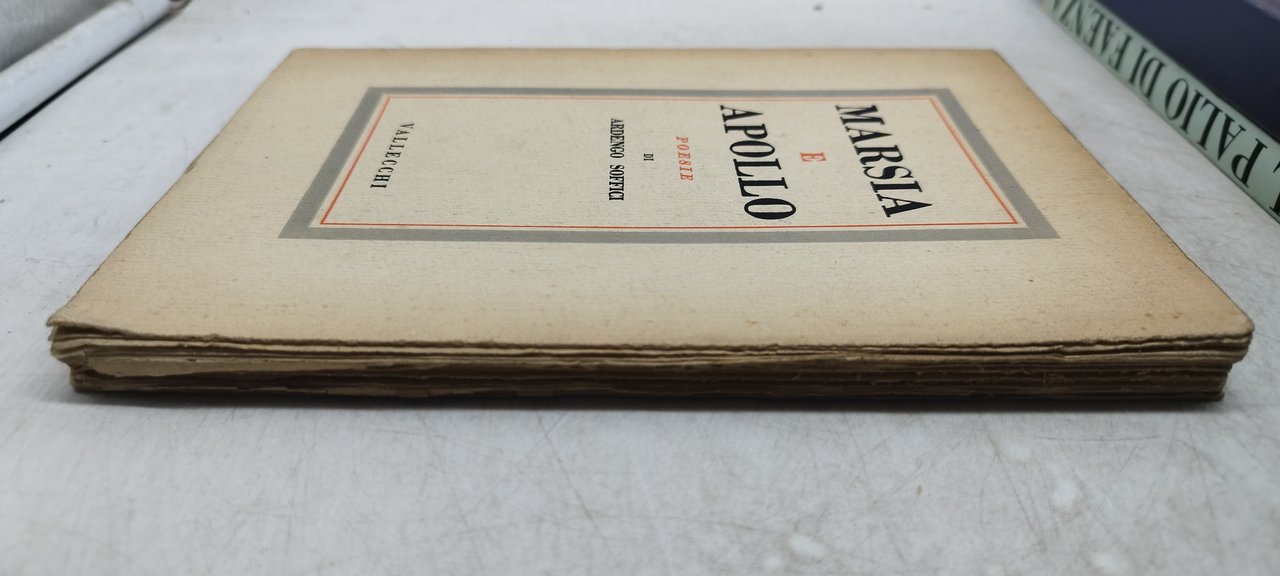 MARSIA
E
APOLLO
POESIE
DI
ARDENGO SOFFICI
VALLECCHI
PALIO DI FAENZA